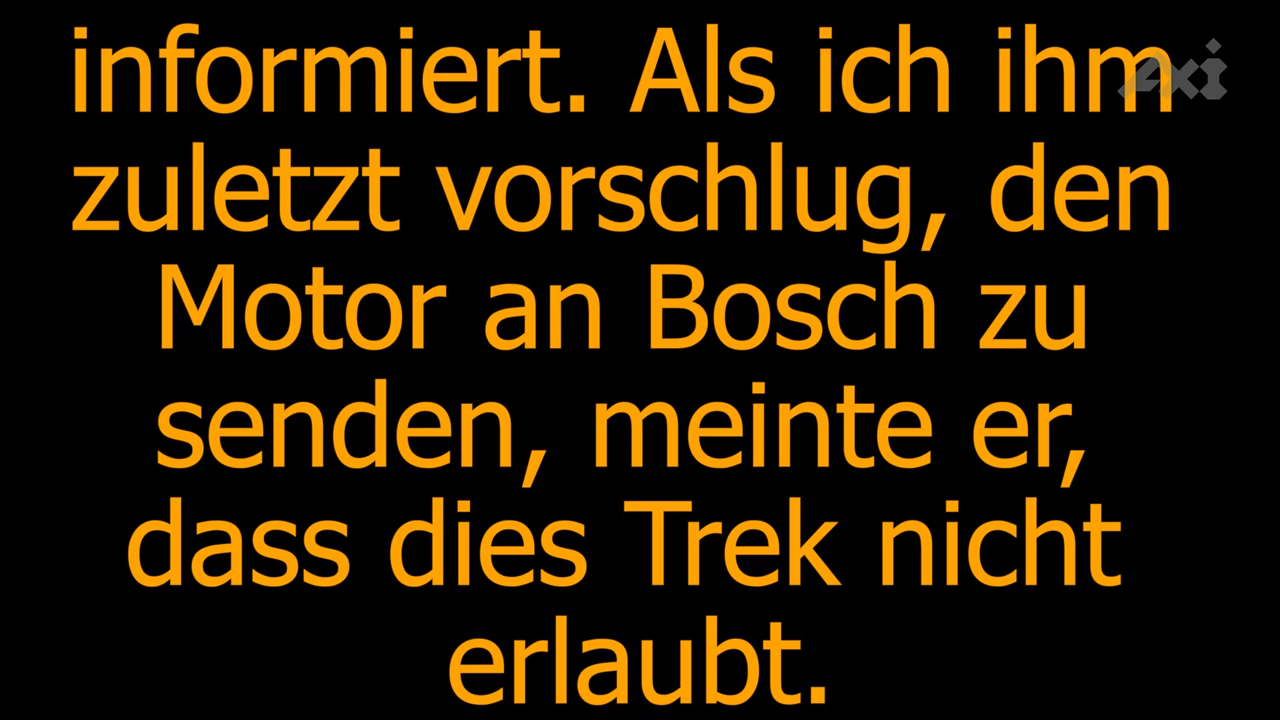 informiert. Als ich ihm
Axi
zuletzt vorschlug, den
Motor an Bosch zu
senden, meinte er,
dass dies Trek nicht
erlaubt.